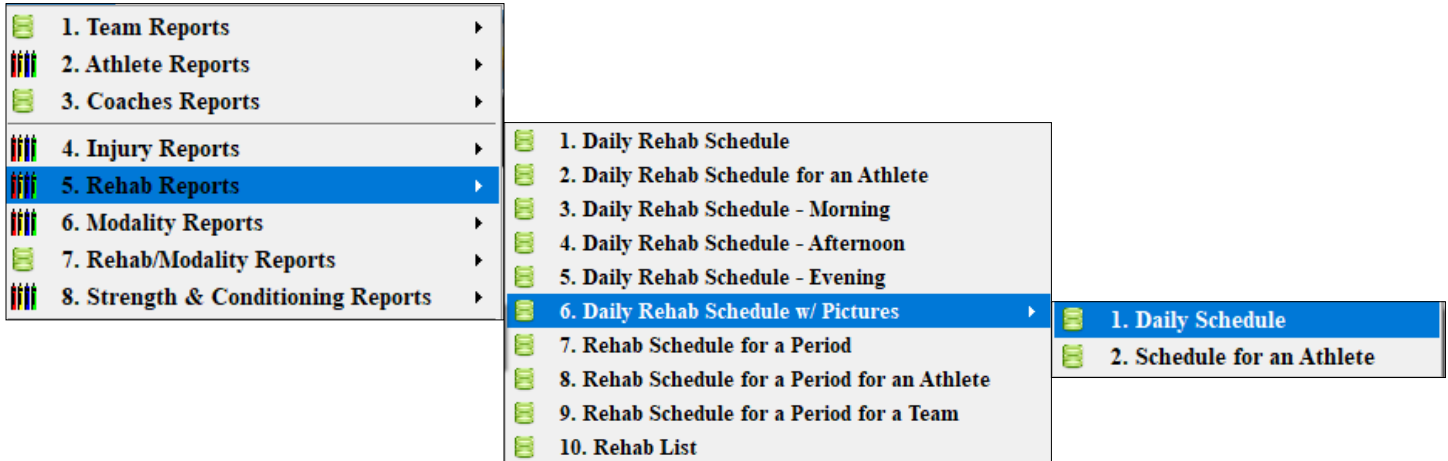 1. Team Reports
2. Athlete Reports
3. Coaches Reports
4. Injury Reports
5. Rehab Reports
6. Modality Reports
7. Rehab/Modality Reports
8. Strength & Conditioning Reports
1. Daily Rehab Schedule
2. Daily Rehab Schedule for an Athlete
3. Daily Rehab Schedule - Morning
4. Daily Rehab Schedule - Afternoon
5. Daily Rehab Schedule - Evening
6. Daily Rehab Schedule w/ Pictures
7. Rehab Schedule for a Period
8. Rehab Schedule for a Period for an Athlete
9. Rehab Schedule for a Period for a Team
10. Rehab List
1. Daily Schedule
2. Schedule for an Athlete